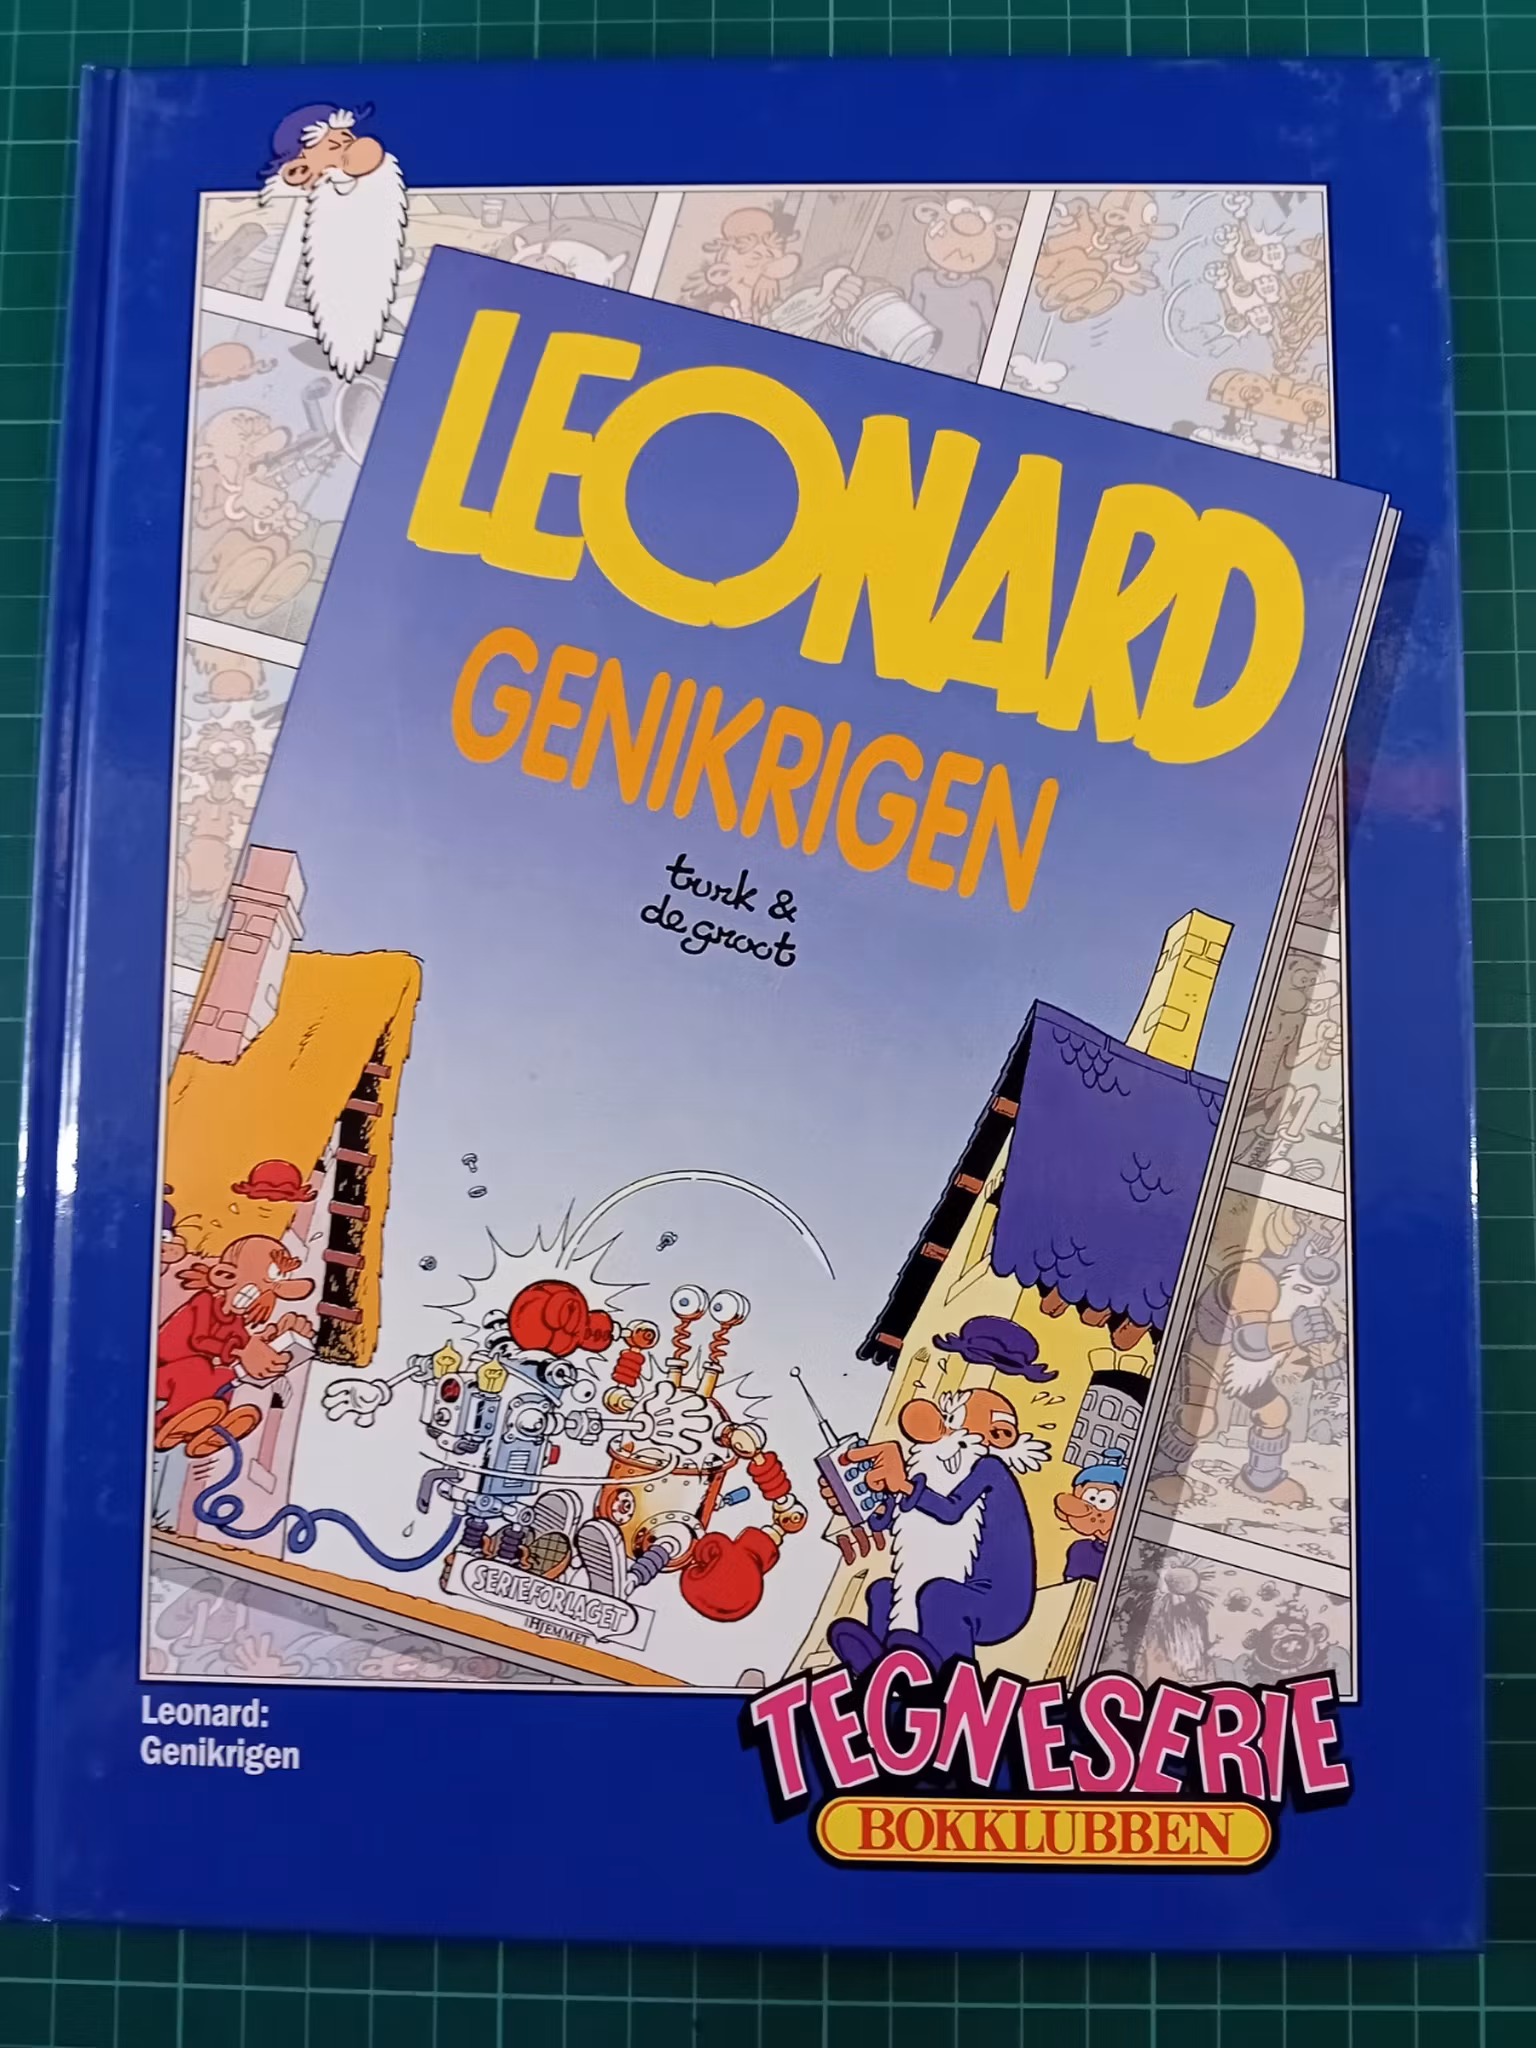 LEONARD
GENIKRIGEN
turk &
de groot
SERIEFORLAGET
HJEMMET
Leonard:
Genikrigen
TEGNESERIE
BOKKLUBBEN